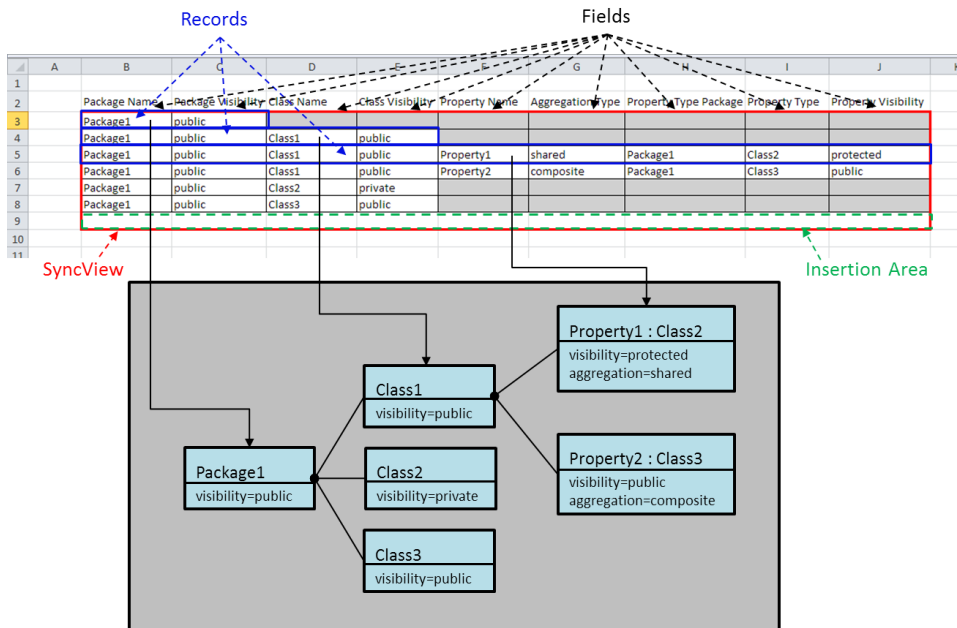 Records
Fields
A B C D E F G H I J K
1
2 Package Name Package Visibility Class Name Class Visibility Property Name Aggregation Type Property Type Package Property Type Property Visibility
3 Package1 public
4 Package1 public Class1 public
5 Package1 public Class1 public Property1 shared Package1 Class2 protected
6 Package1 public Class1 public Property2 composite Package1 Class3 public
7 Package1 public Class2 private
8 Package1 public Class3 public
9
10
11
SyncView
Insertion Area
Property1 : Class2
visibility=protected
aggregation=shared
Class1
visibility=public
Package1
visibility=public
Class2
visibility=private
Property2 : Class3
visibility=public
aggregation=composite
Class3
visibility=public